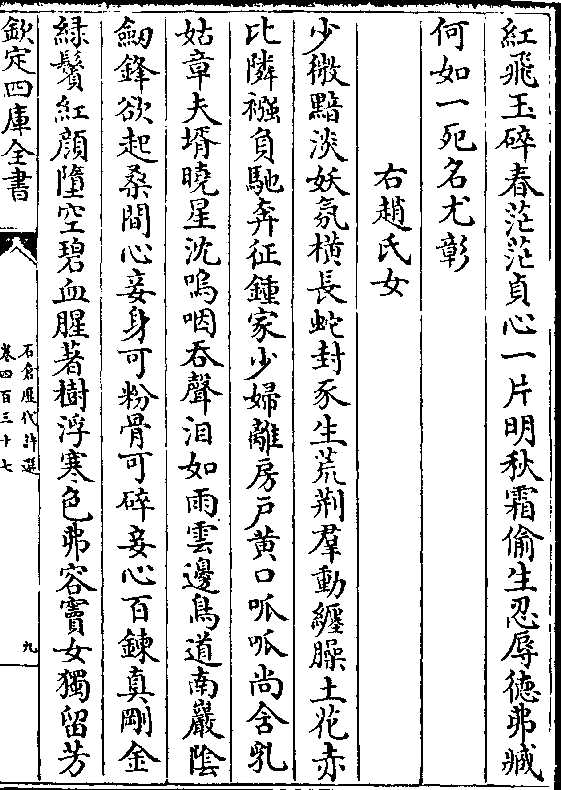 紅飛玉碎春茫茫貞心一片明秋霜偷生忍辱徳弗臧
何如一死名尤彰
右趙氏女
少微黯淡妖氛横長蛇封豕生荒荆羣動纒臊土花赤
比隣襁負馳奔征鍾家少婦離房戸黄口呱呱尚含乳
姑章夫壻曉星沈嗚咽吞聲泪如雨雲邊鳥道南巖陰
劒鋒欲起桑間心妾身可粉骨可碎妾心百鍊真剛金
緑鬢紅顔墮空碧血腥著樹浮寒色弗容竇女獨留芳
欽定四庫全書
石倉歴代詩選
卷四百三十七
九